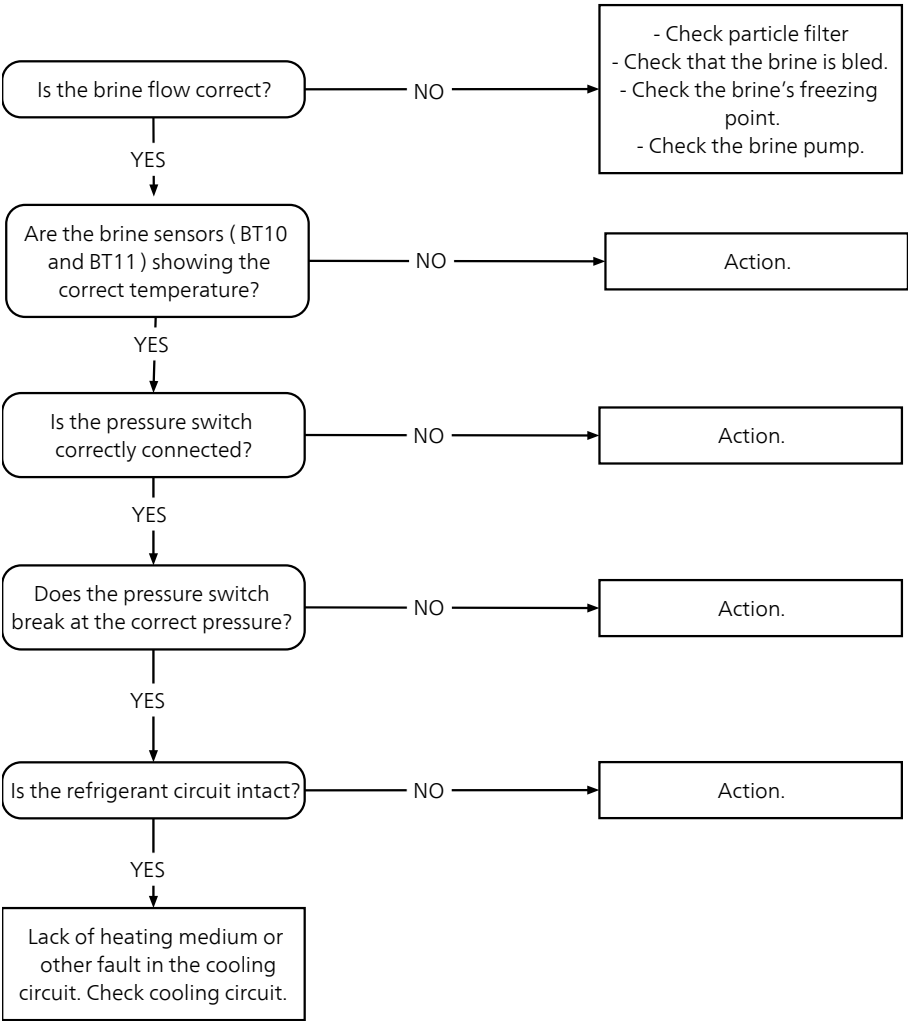 Is the brine flow correct?
NO
- Check particle filter
- Check that the brine is bled.
- Check the brine's freezing
point.
- Check the brine pump.
YES
Are the brine sensors ( BT10
and BT11 ) showing the
correct temperature?
NO
Action.
YES
Is the pressure switch
correctly connected?
NO
Action.
YES
Does the pressure switch
break at the correct pressure?
NO
Action.
YES
Is the refrigerant circuit intact?
NO
Action.
YES
Lack of heating medium or
other fault in the cooling
circuit. Check cooling circuit.